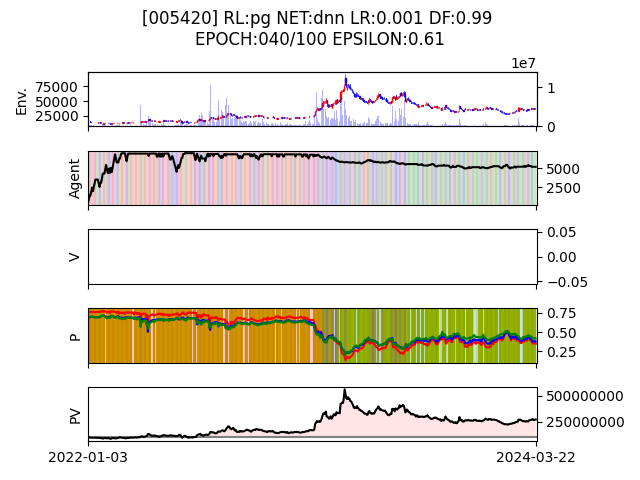 [005420] RL:pg NET:dnn LR:0.001 DF:0.99
EPOCH:040/100 EPSILON:0.61
1e7
Env.
75000
50000
25000
1
0
Agent
5000
2500
V
0.05
0.00
−0.05
P
0.75
0.50
0.25
PV
500000000
250000000
2022-01-03
2024-03-22